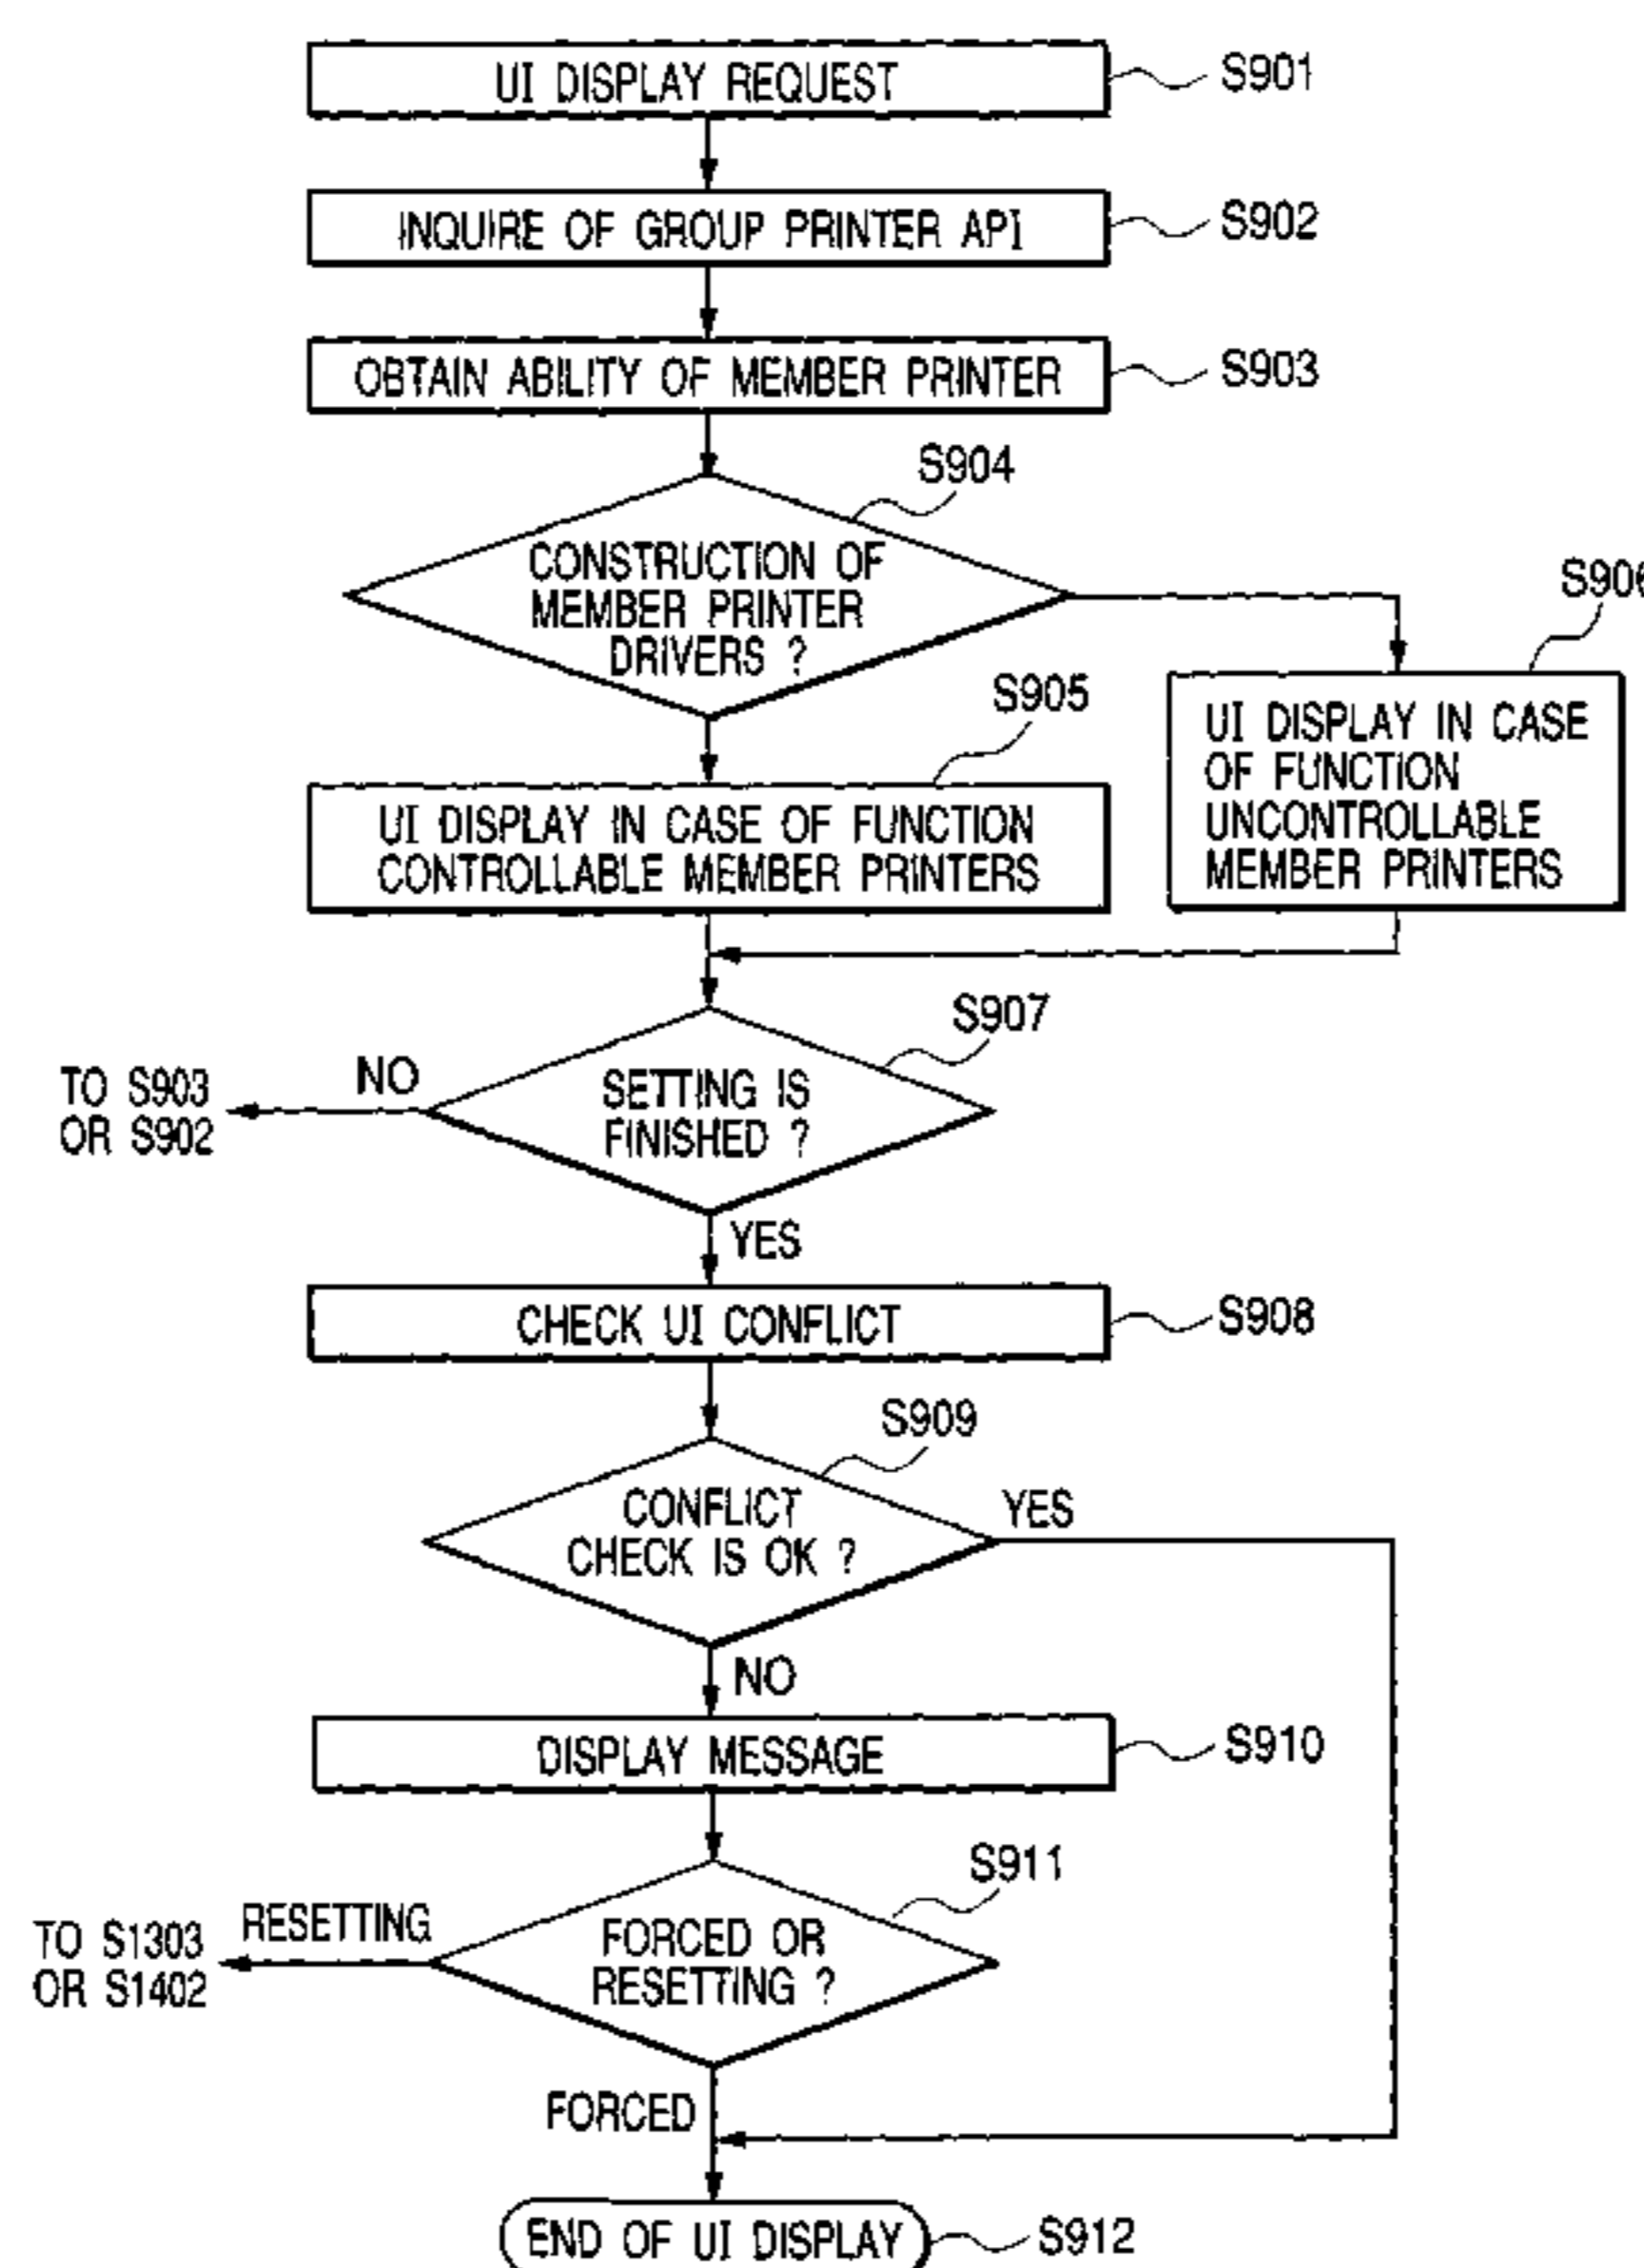 UI DISPLAY REQUEST
S901
INQUIRE OF GROUP PRINTER API
S902
OBTAIN ABILITY OF MEMBER PRINTER
S903
S904
CONSTRUCTION OF
MEMBER PRINTER
DRIVERS ?
S906
UI DISPLAY IN CASE
OF FUNCTION
UNCONTROLLABLE
MEMBER PRINTERS
S905
UI DISPLAY IN CASE OF FUNCTION
CONTROLLABLE MEMBER PRINTERS
S907
SETTING IS
FINISHED ?
NO
TO S903
OR S902
YES
CHECK UI CONFLICT
S908
S909
CONFLICT
CHECK IS OK ?
YES
NO
DISPLAY MESSAGE
S910
S911
FORCED OR
RESETTING ?
RESETTING
TO S1303
OR S1402
FORCED
END OF UI DISPLAY
S912